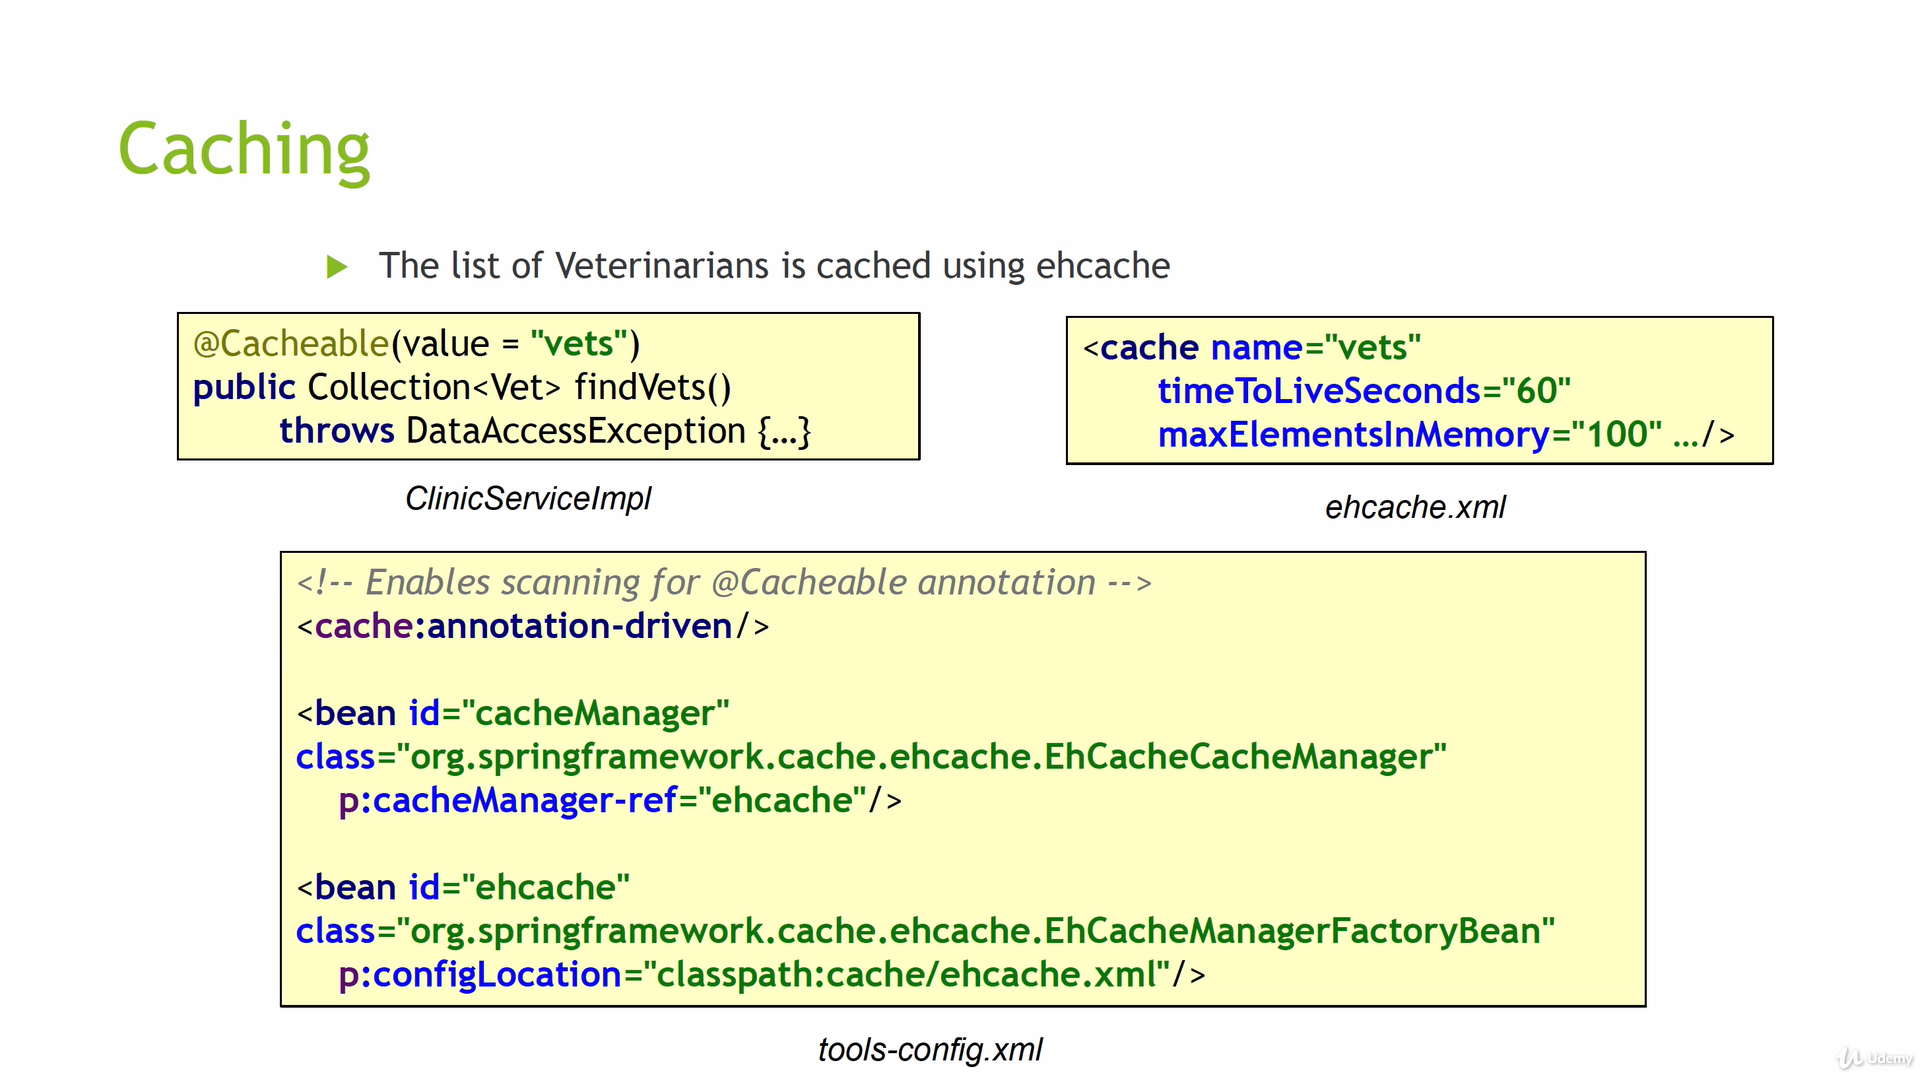 Caching
The list of Veterinarians is cached using ehcache
@Cacheable(value = "vets")
public Collection<Vet> findVets()
throws DataAccessException {…}
ClinicServiceImpl
<cache name="vets"
timeToLiveSeconds="60"
maxElementsInMemory="100" …/>
ehcache.xml
<!-- Enables scanning for @Cacheable annotation -->
<cache:annotation-driven/>
<bean id="cacheManager"
class="org.springframework.cache.ehcache.EhCacheCacheManager"
p:cacheManager-ref="ehcache"/>
<bean id="ehcache"
class="org.springframework.cache.ehcache.EhCacheManagerFactoryBean"
p:configLocation="classpath:cache/ehcache.xml"/>
tools-config.xml
Udemy